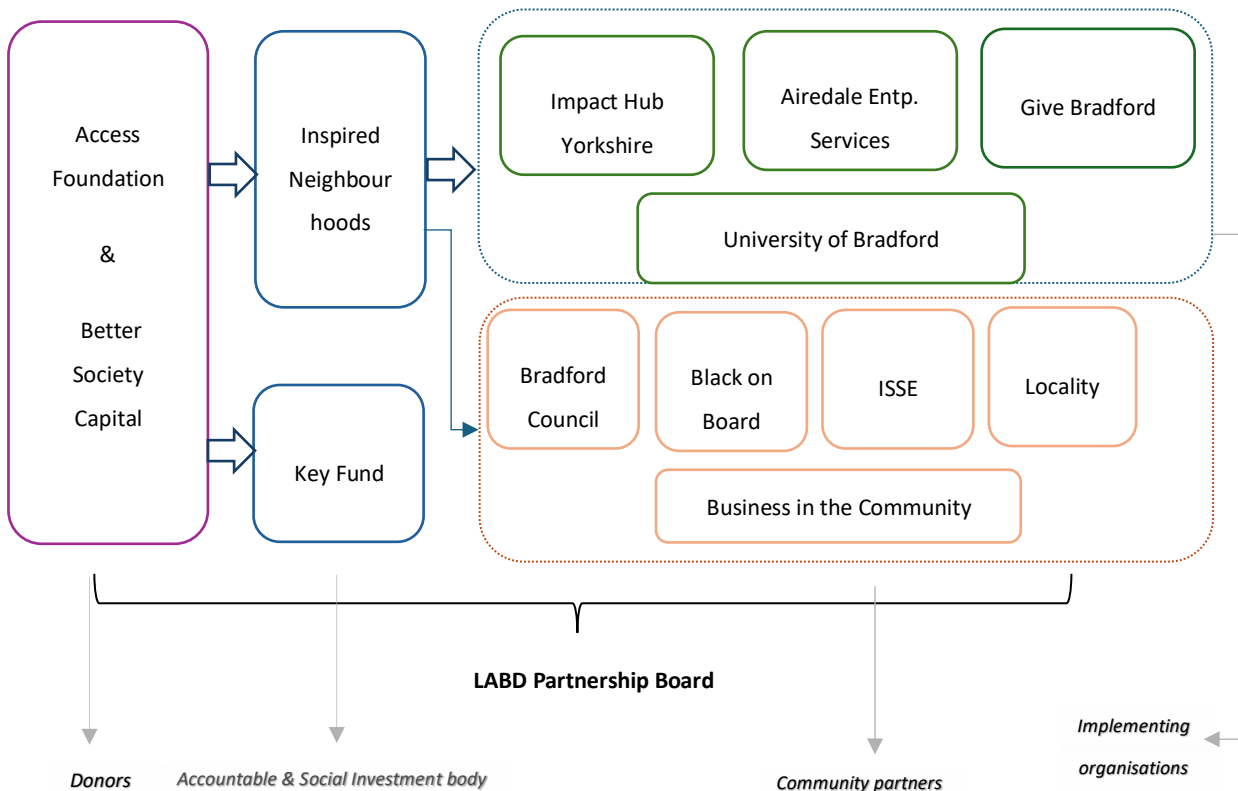 Access
Foundation
&
Better
Society
Capital
Inspired
Neighbour
hoods
Key Fund
Impact Hub
Yorkshire
Airedale Entp.
Services
Give Bradford
University of Bradford
Bradford
Council
Black on
Board
ISSE
Locality
Business in the Community
LABD Partnership Board
Donors
Accountable & Social Investment body
Community partners
Implementing
organisations